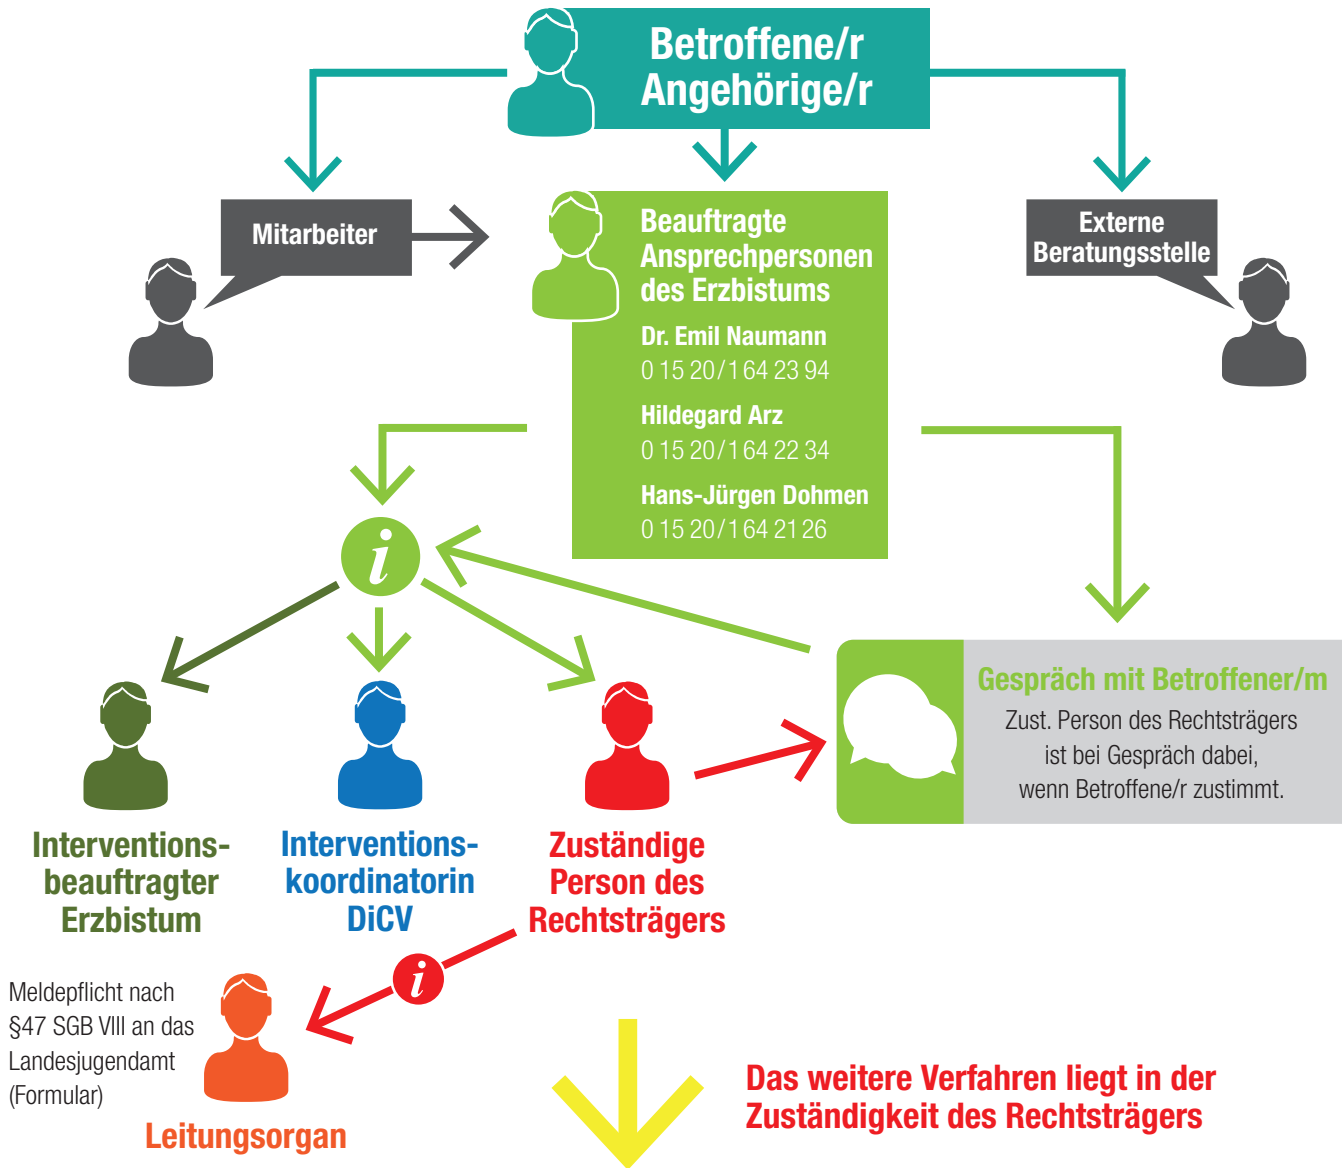 Betroffene/r
Angehörige/r
Mitarbeiter
Beauftragte
Ansprechpersonen
des Erzbistums
Dr. Emil Naumann
0 15 20/1 64 23 94
Hildegard Arz
0 15 20/1 64 22 34
Hans-Jürgen Dohmen
0 15 20/1 64 21 26
Externe
Beratungsstelle
i
Gespräch mit Betroffener/m
Zust. Person des Rechtsträgers
ist bei Gespräch dabei,
wenn Betroffene/r zustimmt.
Interventions-
beauftragter
Erzbistum
Interventions-
koordinatorin
DiCV
Zuständige
Person des
Rechtsträgers
i
Meldepflicht nach
§47 SGB VIII an das
Landesjugendamt
(Formular)
Leitungsorgan
Das weitere Verfahren liegt in der
Zuständigkeit des Rechtsträgers